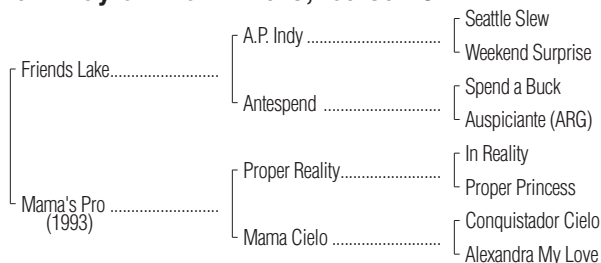 A.P. Indy
Seattle Slew
Weekend Surprise
Friends Lake
Antespend
Spend a Buck
Auspiciante (ARG)
Proper Reality
In Reality
Proper Princess
Mama's Pro
(1993)
Mama Cielo
Conquistador Cielo
Alexandra My Love